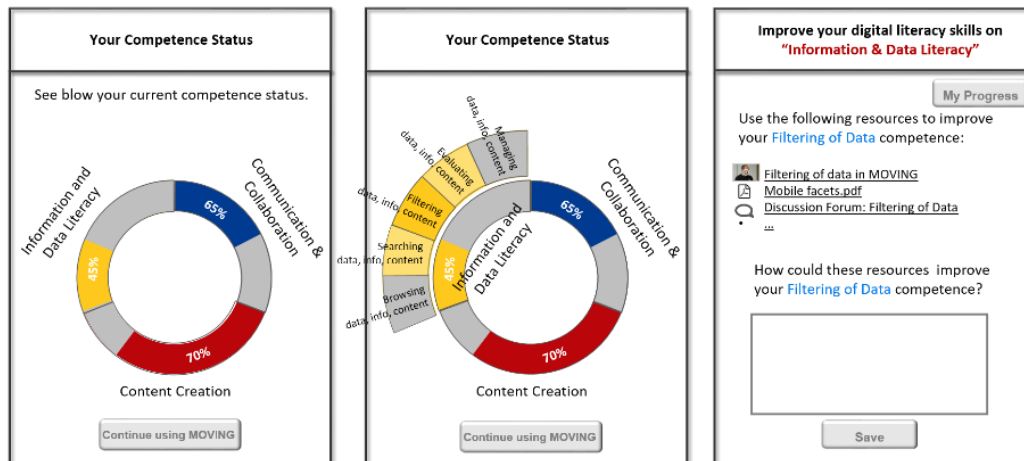 Your Competence Status
See blow your current competence status.
Information and
Data Literacy
Communication &
Collaboration
65%
45%
70%
Content Creation
Continue using MOVING
Your Competence Status
Managing
data, info, content
Evaluating
data, info, content
Filtering
data, info, content
Searching
data, info, content
Browsing
data, info, content
Information and
Data Literacy
Communication &
Collaboration
65%
45%
70%
Content Creation
Continue using MOVING
Improve your digital literacy skills on
“Information & Data Literacy”
My Progress
Use the following resources to improve
your Filtering of Data competence:
Filtering of data in MOVING
Mobile facets.pdf
Discussion Forum: Filtering of Data
• ...
How could these resources improve
your Filtering of Data competence?
Save